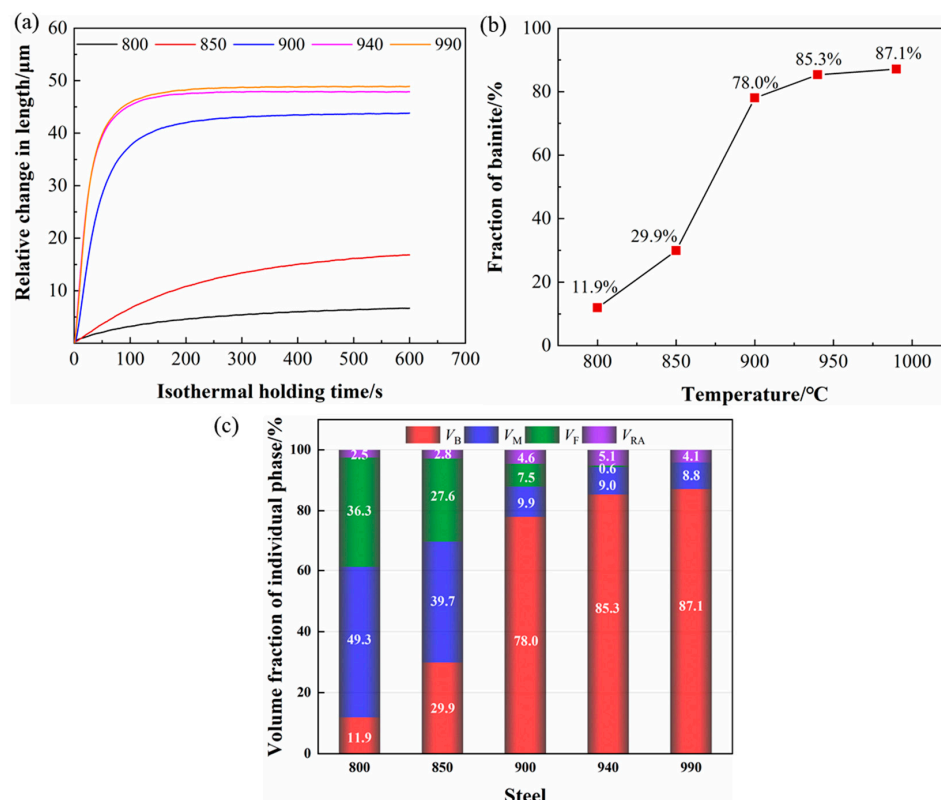 (a)
800 850 900 940 990
Relative change in length/μm
60
50
40
30
20
10
0 100 200 300 400 500 600 700
Isothermal holding time/s
(b)
Fraction of bainite/%
100
80
60
40
20
0
11.9%
29.9%
78.0%
85.3%
87.1%
800 850 900 950 1000
Temperature/°C
(c)
V_B V_M V_F V_RA
Volume fraction of individual phase/%
100
80
60
40
20
0
2.5 2.8 4.6 5.1 4.1
36.3 27.6 7.5 0.6
49.3 39.7 9.9 9.0 8.8
11.9 29.9 78.0 85.3 87.1
800 850 900 940 990
Steel